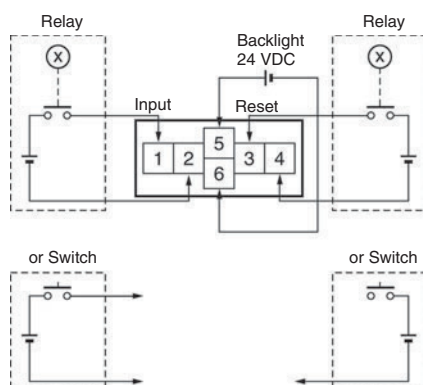 Relay
Relay
Backlight
24 VDC
X
X
Input
Reset
1
2
5
6
3
4
or Switch
or Switch